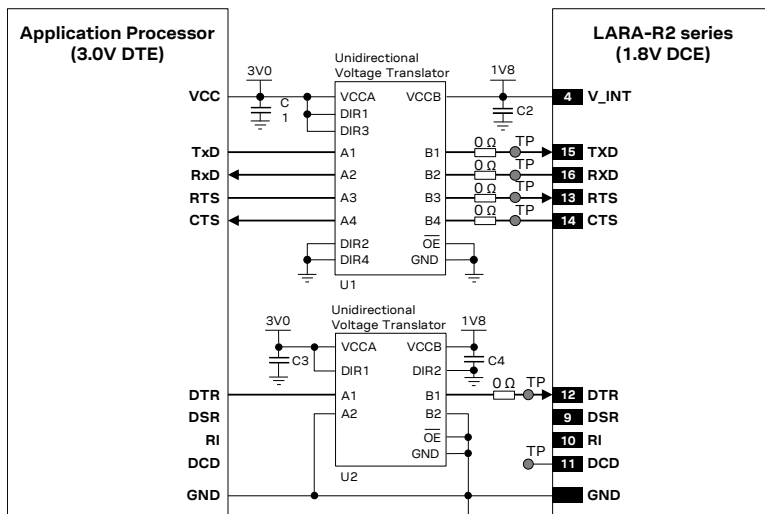 Application Processor
(3.0V DTE)
LARA-R2 series
(1.8V DCE)
Unidirectional
Voltage Translator
3V0
1V8
VCC
C
1
VCCA
VCCB
C2
4 V_INT
DIR1
DIR3
TxD
A1
B1
0 Ω
TP
15 TXD
RxD
A2
B2
0 Ω
TP
16 RXD
RTS
A3
B3
0 Ω
TP
13 RTS
CTS
A4
B4
0 Ω
TP
14 CTS
DIR2
OE
DIR4
GND
U1
Unidirectional
Voltage Translator
3V0
1V8
C3
VCCA
VCCB
C4
DIR1
DIR2
DTR
A1
B1
0 Ω
TP
12 DTR
DSR
A2
B2
9 DSR
RI
OE
10 RI
DCD
GND
TP
11 DCD
U2
GND
GND